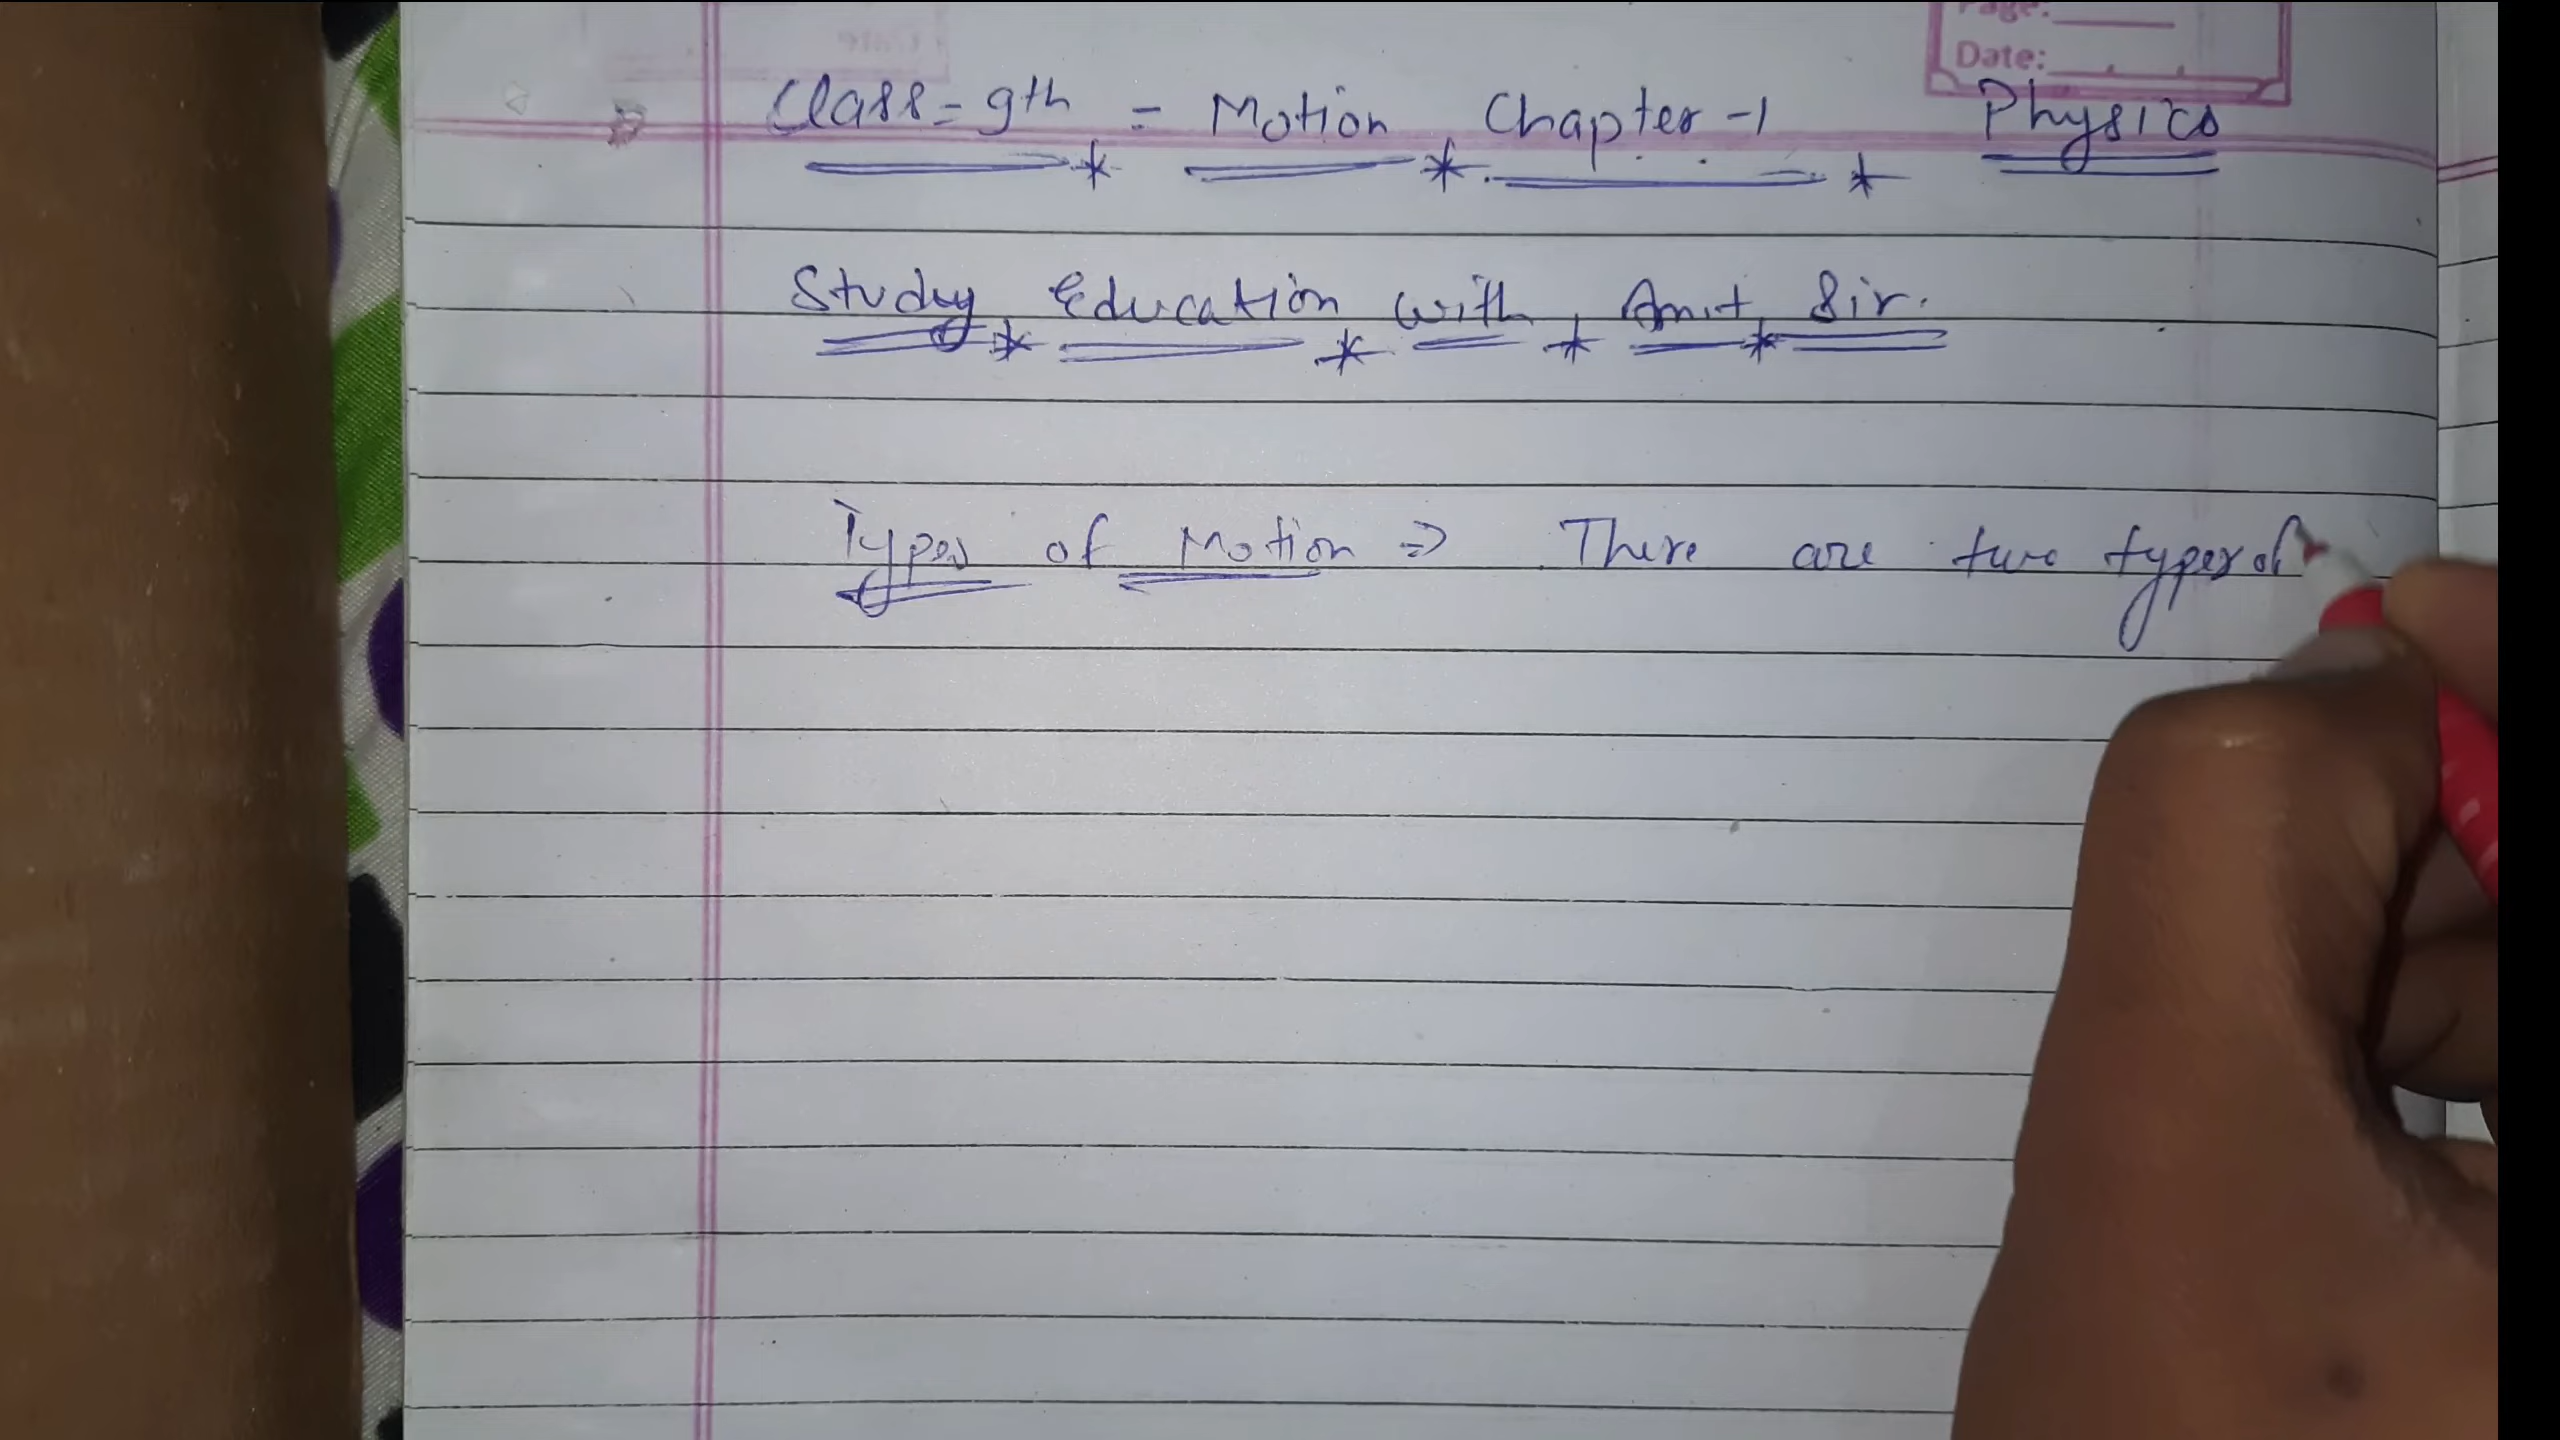 Page:
Date:
Class = 9th = Motion Chapter -1 Physics
Study Education with Amit Sir.
Types of Motion => There are two types of